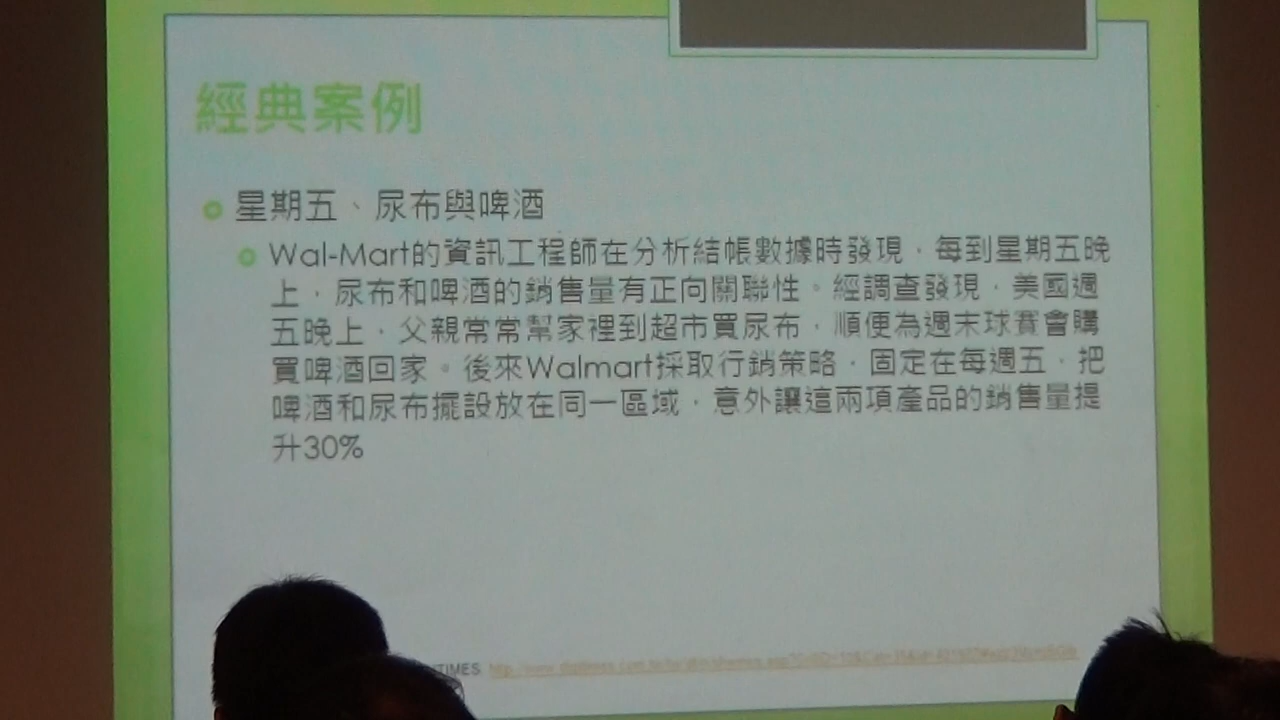 經典案例
星期五、尿布與啤酒
Wal-Mart的資訊工程師在分析結帳數據時發現，每到星期五晚
上，尿布和啤酒的銷售量有正向關聯性。經調查發現，美國週
五晚上，父親常常幫家裡到超市買尿布，順便為週末球賽會購
買啤酒回家。後來Walmart採取行銷策略，固定在每週五，把
啤酒和尿布擺設放在同一區域，意外讓這兩項產品的銷售量提
升30%
TIMES